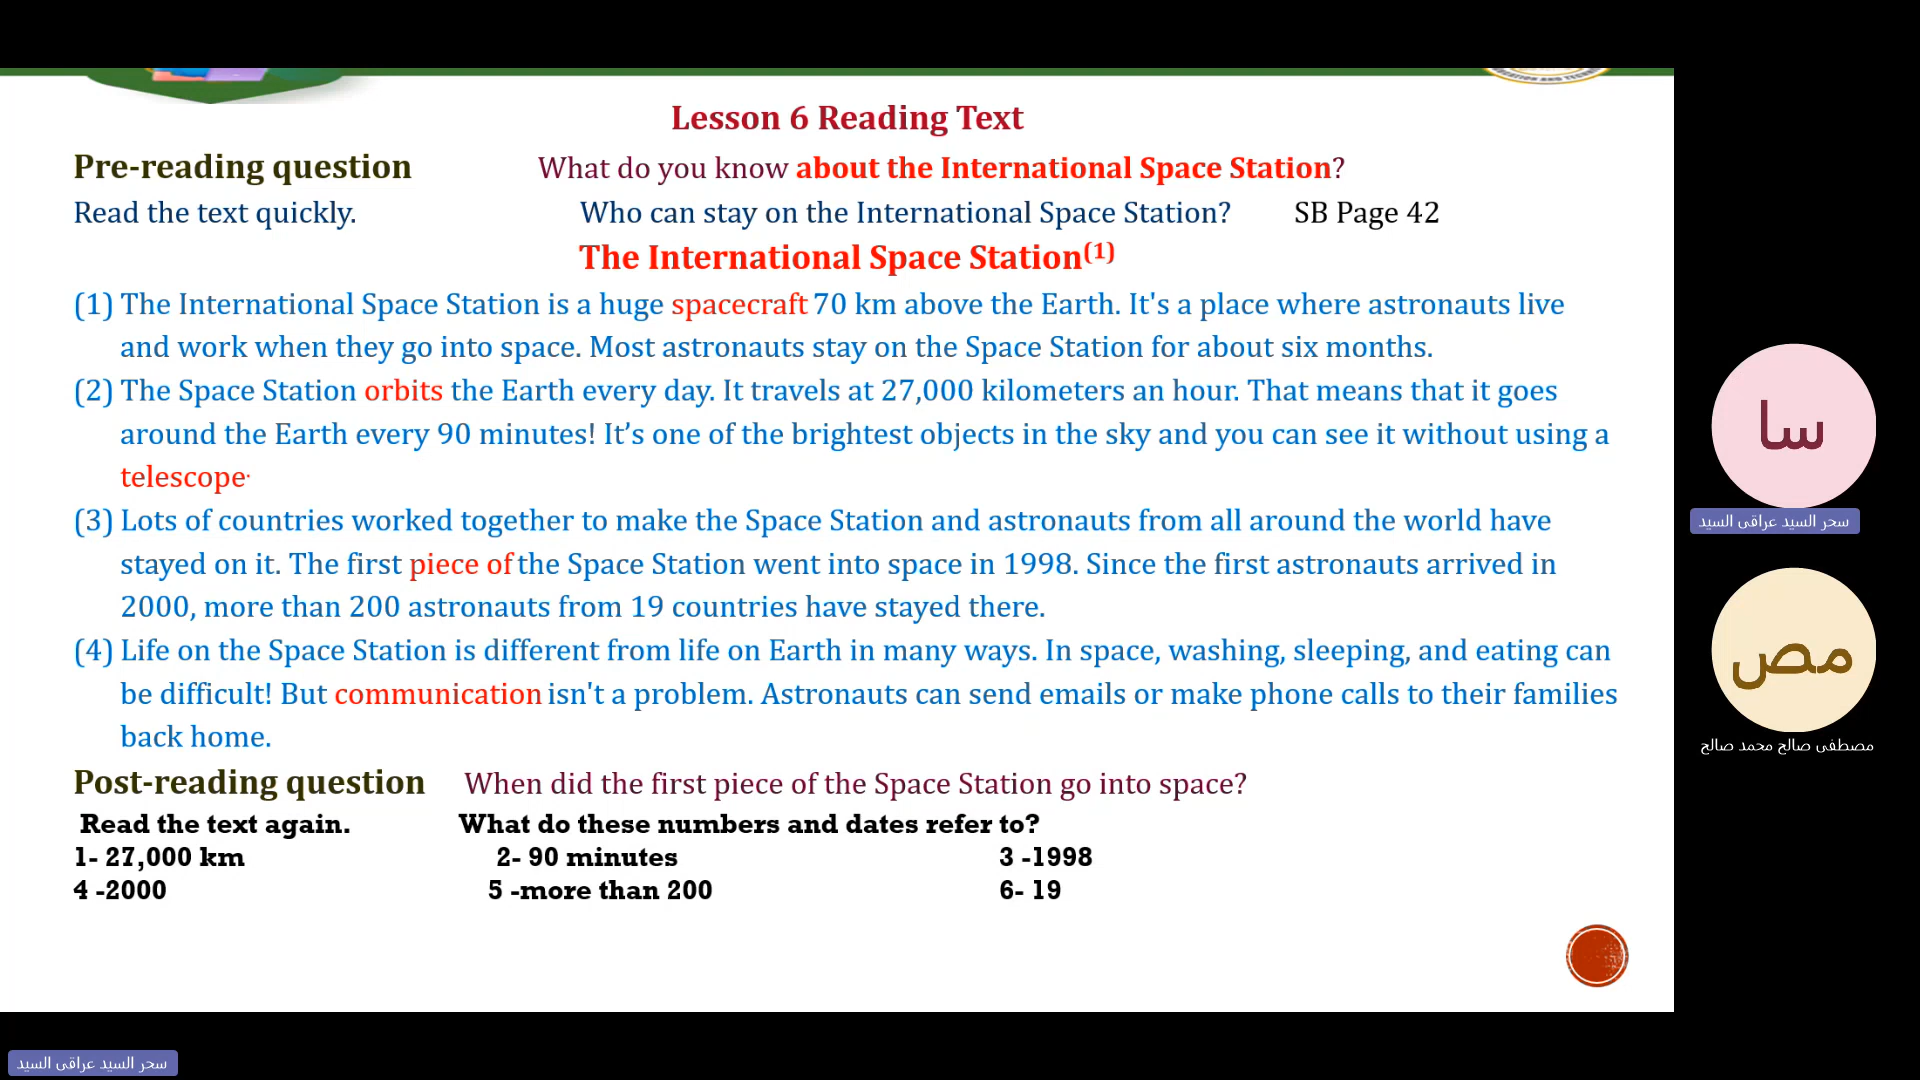 Lesson 6 Reading Text
Pre-reading question What do you know about the International Space Station?
Read the text quickly. Who can stay on the International Space Station? SB Page 42
The International Space Station(1)
(1) The International Space Station is a huge spacecraft 70 km above the Earth. It's a place where astronauts live
and work when they go into space. Most astronauts stay on the Space Station for about six months.
(2) The Space Station orbits the Earth every day. It travels at 27,000 kilometers an hour. That means that it goes
around the Earth every 90 minutes! It’s one of the brightest objects in the sky and you can see it without using a
telescope.
(3) Lots of countries worked together to make the Space Station and astronauts from all around the world have
stayed on it. The first piece of the Space Station went into space in 1998. Since the first astronauts arrived in
2000, more than 200 astronauts from 19 countries have stayed there.
(4) Life on the Space Station is different from life on Earth in many ways. In space, washing, sleeping, and eating can
be difficult! But communication isn't a problem. Astronauts can send emails or make phone calls to their families
back home.
Post-reading question When did the first piece of the Space Station go into space?
Read the text again. What do these numbers and dates refer to?
1- 27,000 km 2- 90 minutes 3 -1998
4 -2000 5 -more than 200 6- 19
سا
سحر السيد عراقى السيد
مص
مصطفى صالح محمد صالح
سحر السيد عراقى السيد